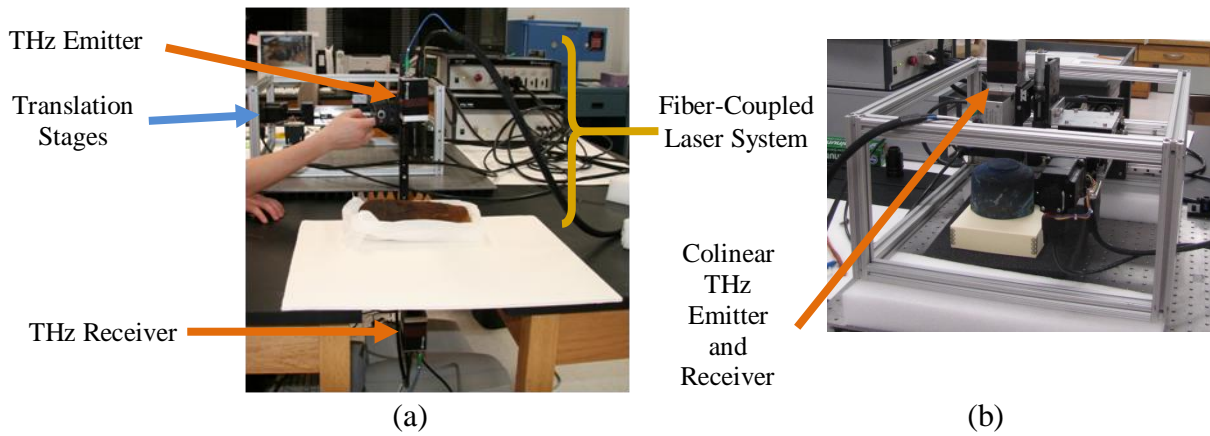 THz Emitter
Translation
Stages
THz Receiver
(a)
Fiber-Coupled
Laser System
Colinear
THz
Emitter
and
Receiver
(b)